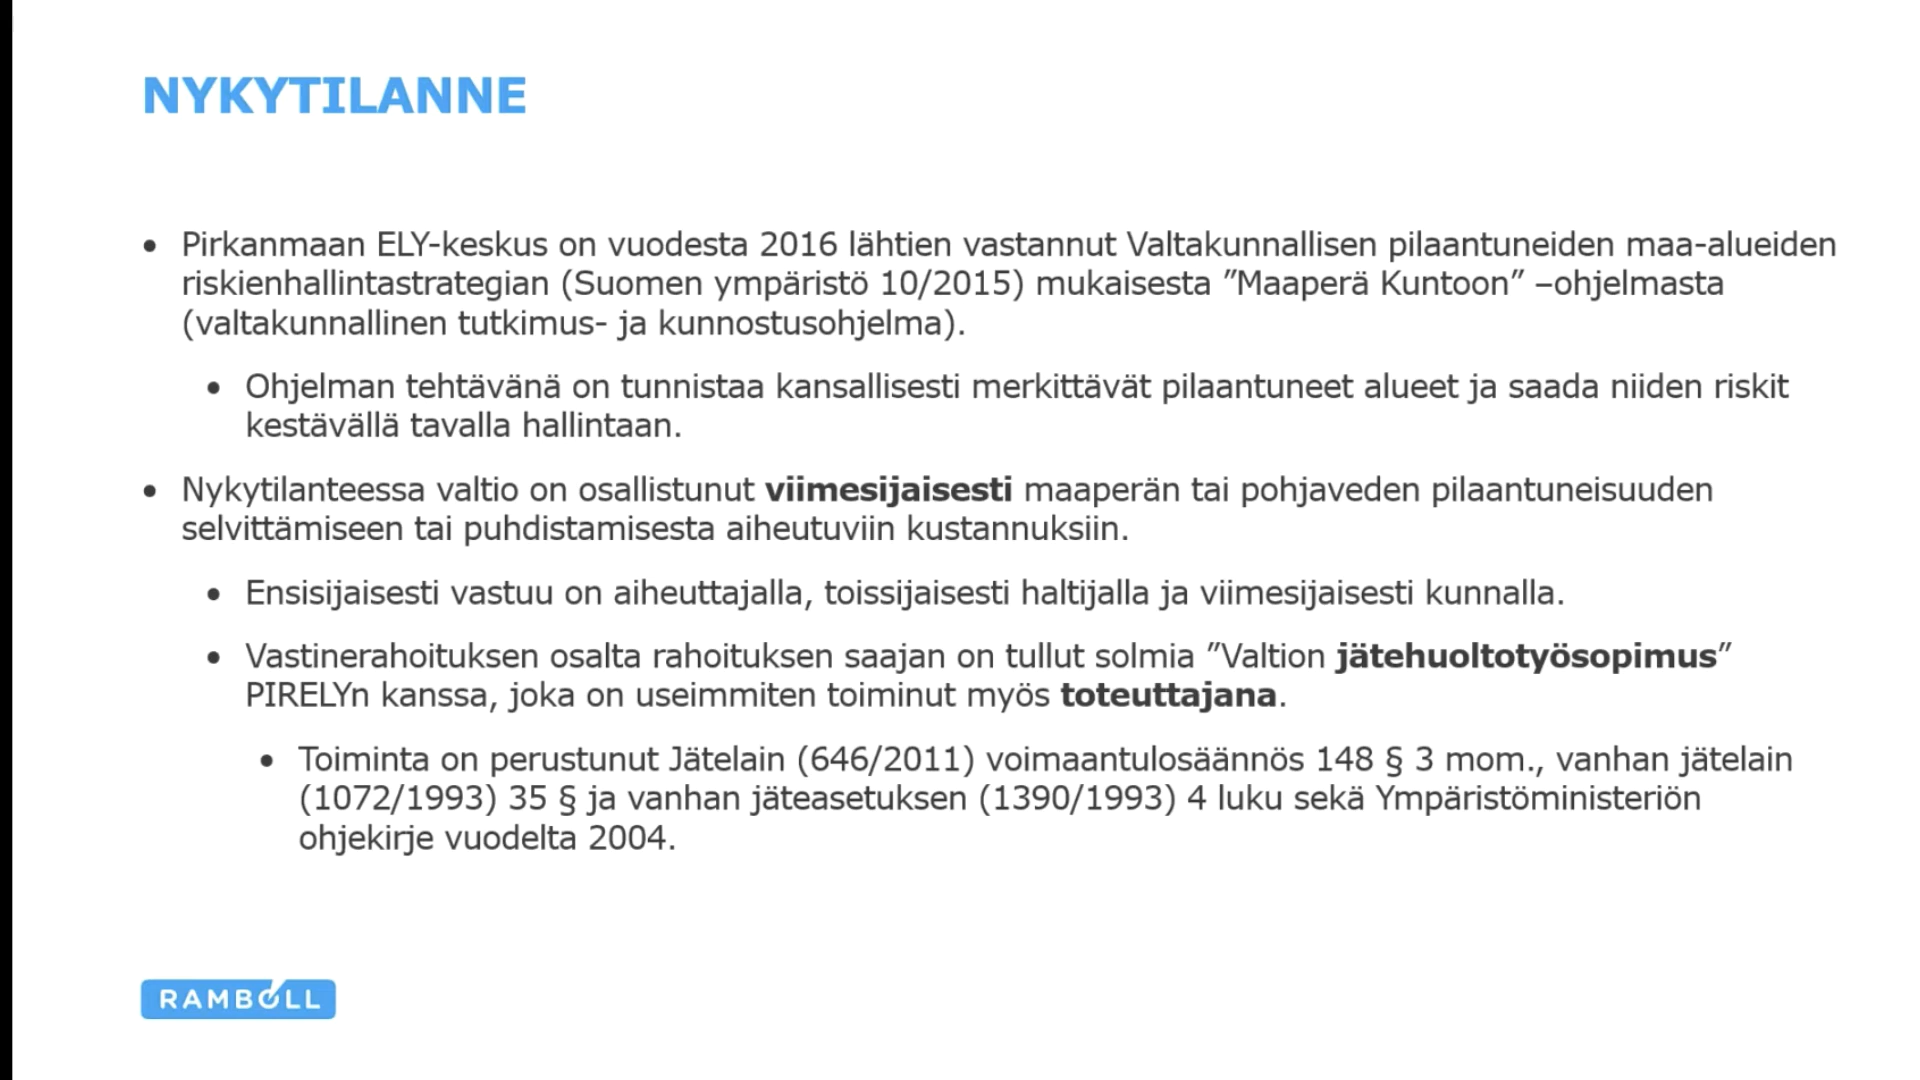 NYKYTILANNE
• Pirkanmaan ELY-keskus on vuodesta 2016 lähtien vastannut Valtakunnallisen pilaantuneiden maa-alueiden
riskienhallintastrategian (Suomen ympäristö 10/2015) mukaisesta ”Maaperä Kuntoon” –ohjelmasta
(valtakunnallinen tutkimus- ja kunnostusohjelma).
• Ohjelman tehtävänä on tunnistaa kansallisesti merkittävät pilaantuneet alueet ja saada niiden riskit
kestävällä tavalla hallintaan.
• Nykytilanteessa valtio on osallistunut viimesijaisesti maaperän tai pohjaveden pilaantuneisuuden
selvittämiseen tai puhdistamisesta aiheutuviin kustannuksiin.
• Ensisijaisesti vastuu on aiheuttajalla, toissijaisesti haltijalla ja viimesijaisesti kunnalla.
• Vastinerahoituksen osalta rahoituksen saajan on tullut solmia ”Valtion jätehuoltotyösopimus”
PIRELYn kanssa, joka on useimmiten toiminut myös toteuttajana.
• Toiminta on perustunut Jätelain (646/2011) voimaantulosäännös 148 § 3 mom., vanhan jätelain
(1072/1993) 35 § ja vanhan jäteasetuksen (1390/1993) 4 luku sekä Ympäristöministeriön
ohjekirje vuodelta 2004.
RAMBOLL